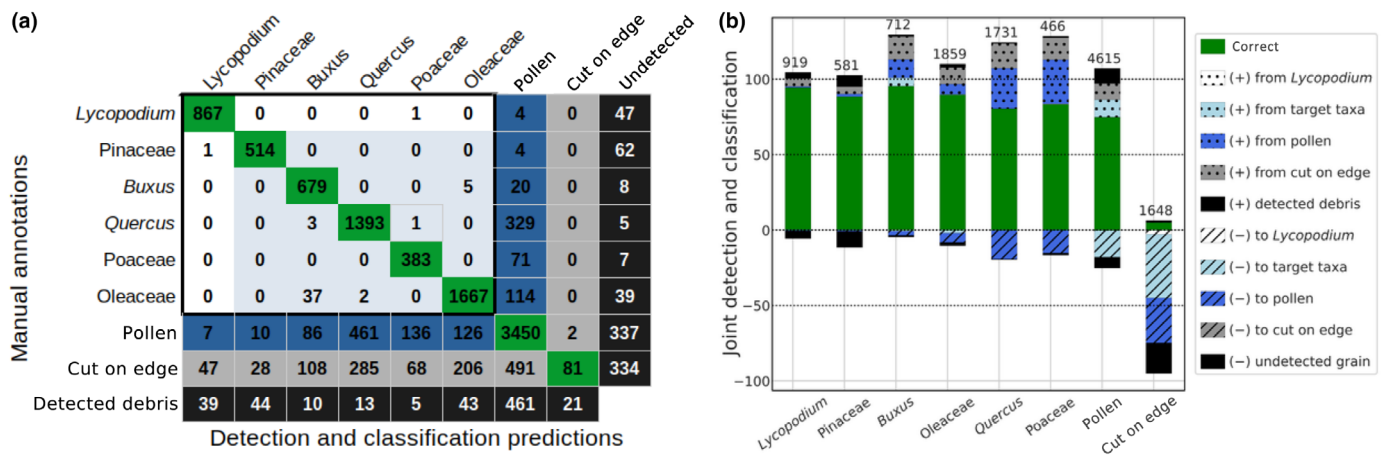 (a)
Lycopodium
Pinaceae
Buxus
Quercus
Poaceae
Oleaceae
Pollen
Cut on edge
Undetected
Manual annotations
Lycopodium 867 0 0 0 1 0 4 0 47
Pinaceae 1 514 0 0 0 0 4 0 62
Buxus 0 0 679 0 0 5 20 0 8
Quercus 0 0 3 1393 1 0 329 0 5
Poaceae 0 0 0 0 383 0 71 0 7
Oleaceae 0 0 37 2 0 1667 114 0 39
Pollen 7 10 86 461 136 126 3450 2 337
Cut on edge 47 28 108 285 68 206 491 81 334
Detected debris 39 44 10 13 5 43 461 21
Detection and classification predictions
(b)
Joint detection and classification
100
50
0
−50
−100
919
581
712
1859
1731
466
4615
1648
Lycopodium
Pinaceae
Buxus
Oleaceae
Quercus
Poaceae
Pollen
Cut on edge
Correct
(+) from Lycopodium
(+) from target taxa
(+) from pollen
(+) from cut on edge
(+) detected debris
(−) to Lycopodium
(−) to target taxa
(−) to pollen
(−) to cut on edge
(−) undetected grain